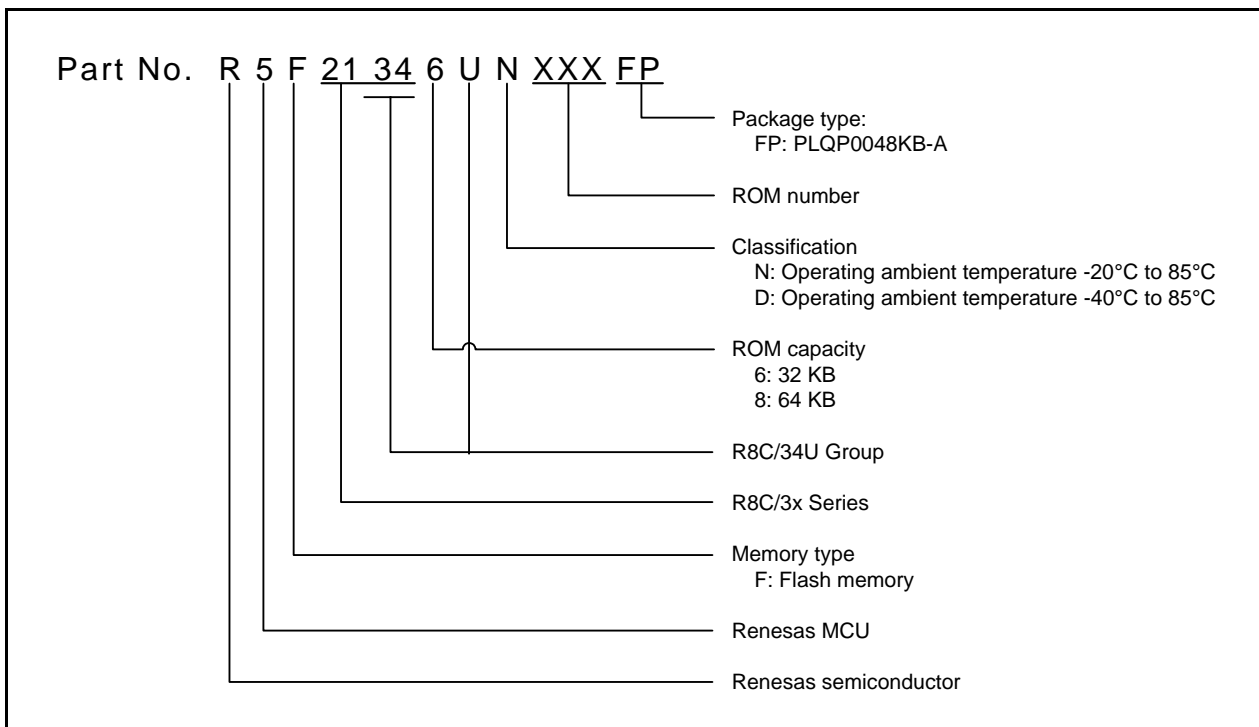 Part No. R 5 F 21 34 6 U N XXX FP
Package type:
FP: PLQP0048KB-A
ROM number
Classification
N: Operating ambient temperature -20°C to 85°C
D: Operating ambient temperature -40°C to 85°C
ROM capacity
6: 32 KB
8: 64 KB
R8C/34U Group
R8C/3x Series
Memory type
F: Flash memory
Renesas MCU
Renesas semiconductor